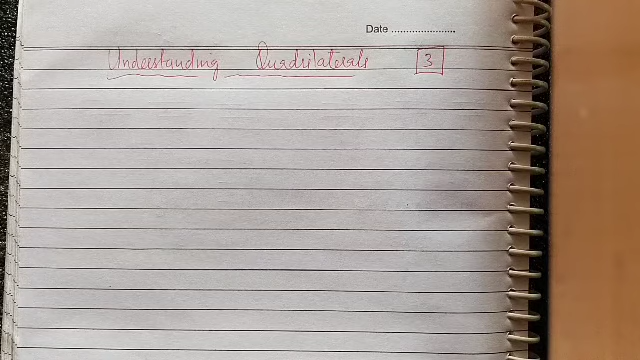 Date ......................
Understanding Quadrilaterals 3